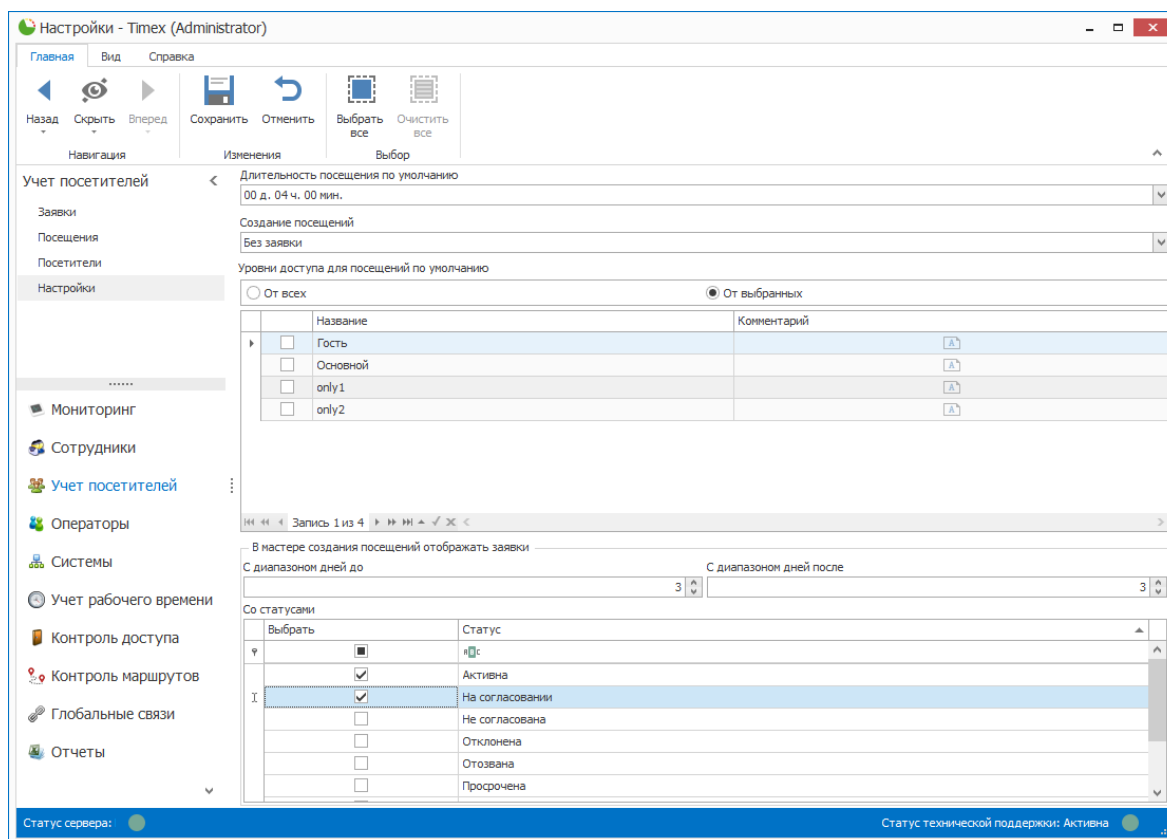 Настройки - Timex (Administrator)
Главная Вид Справка
Назад Скрыть Вперед Сохранить Отменить Выбрать все Очистить все
Навигация Изменения Выбор
Учет посетителей
Заявки
Посещения
Посетители
Настройки
Мониторинг
Сотрудники
Учет посетителей
Операторы
Системы
Учет рабочего времени
Контроль доступа
Контроль маршрутов
Глобальные связи
Отчеты
Длительность посещения по умолчанию
00 д. 04 ч. 00 мин.
Создание посещений
Без заявки
Уровни доступа для посещений по умолчанию
От всех От выбранных
Название Комментарий
Гость
Основной
only1
only2
Запись 1 из 4
В мастере создания посещений отображать заявки
С диапазоном дней до С диапазоном дней после
3 3
Со статусами
Выбрать Статус
Активна
На согласовании
Не согласована
Отклонена
Отозвана
Просрочена
Статус сервера: Статус технической поддержки: Активна